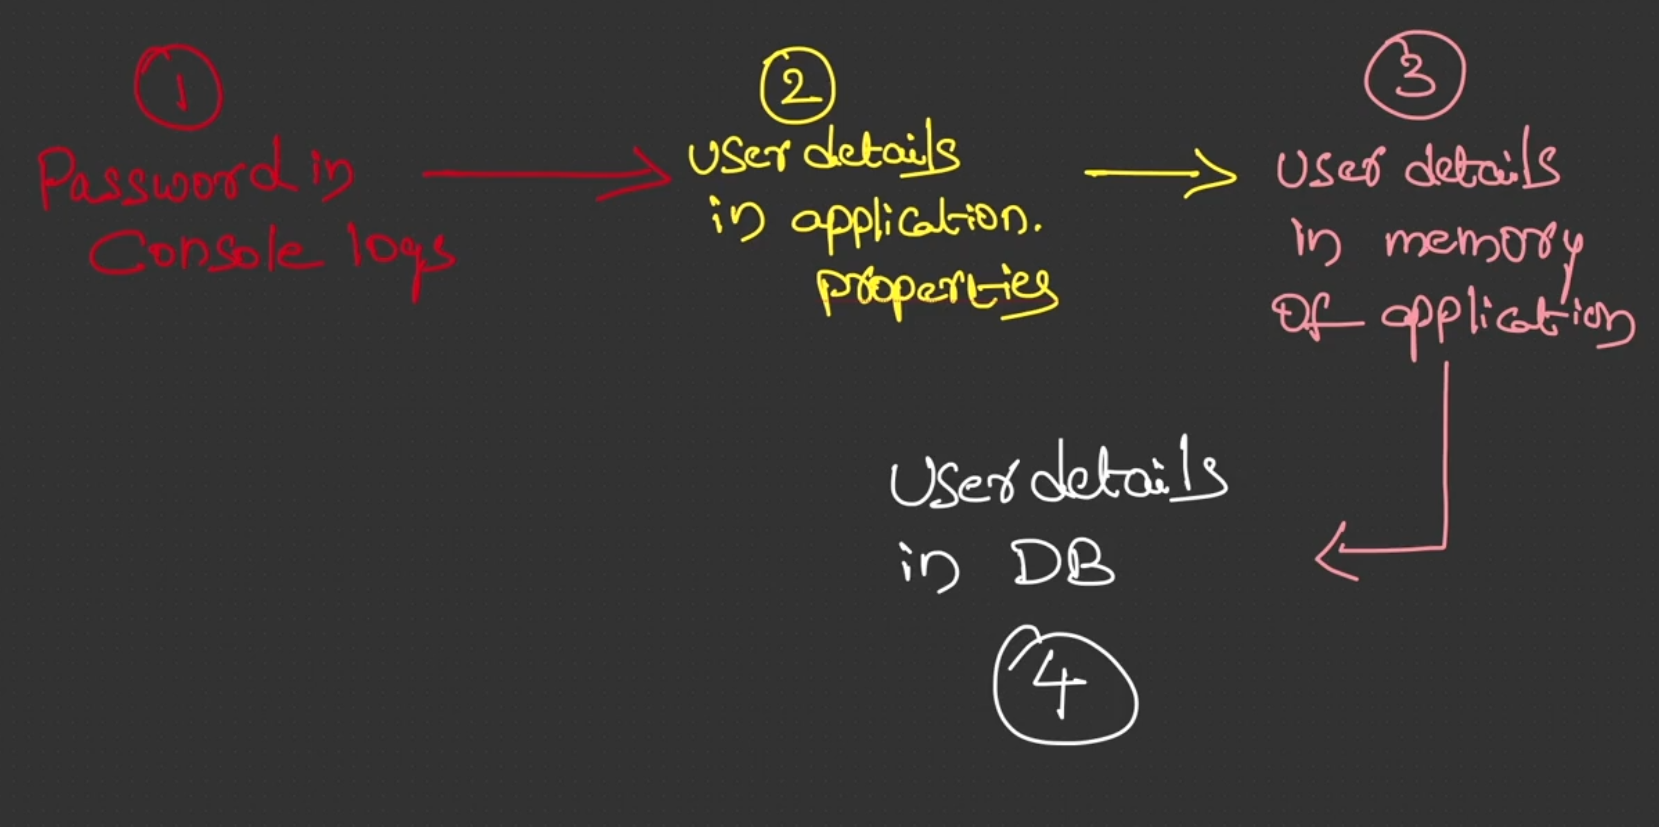 1
Password in
Console logs
2
User details
in application.
properties
3
User details
in memory
Of application
User details
in DB
4